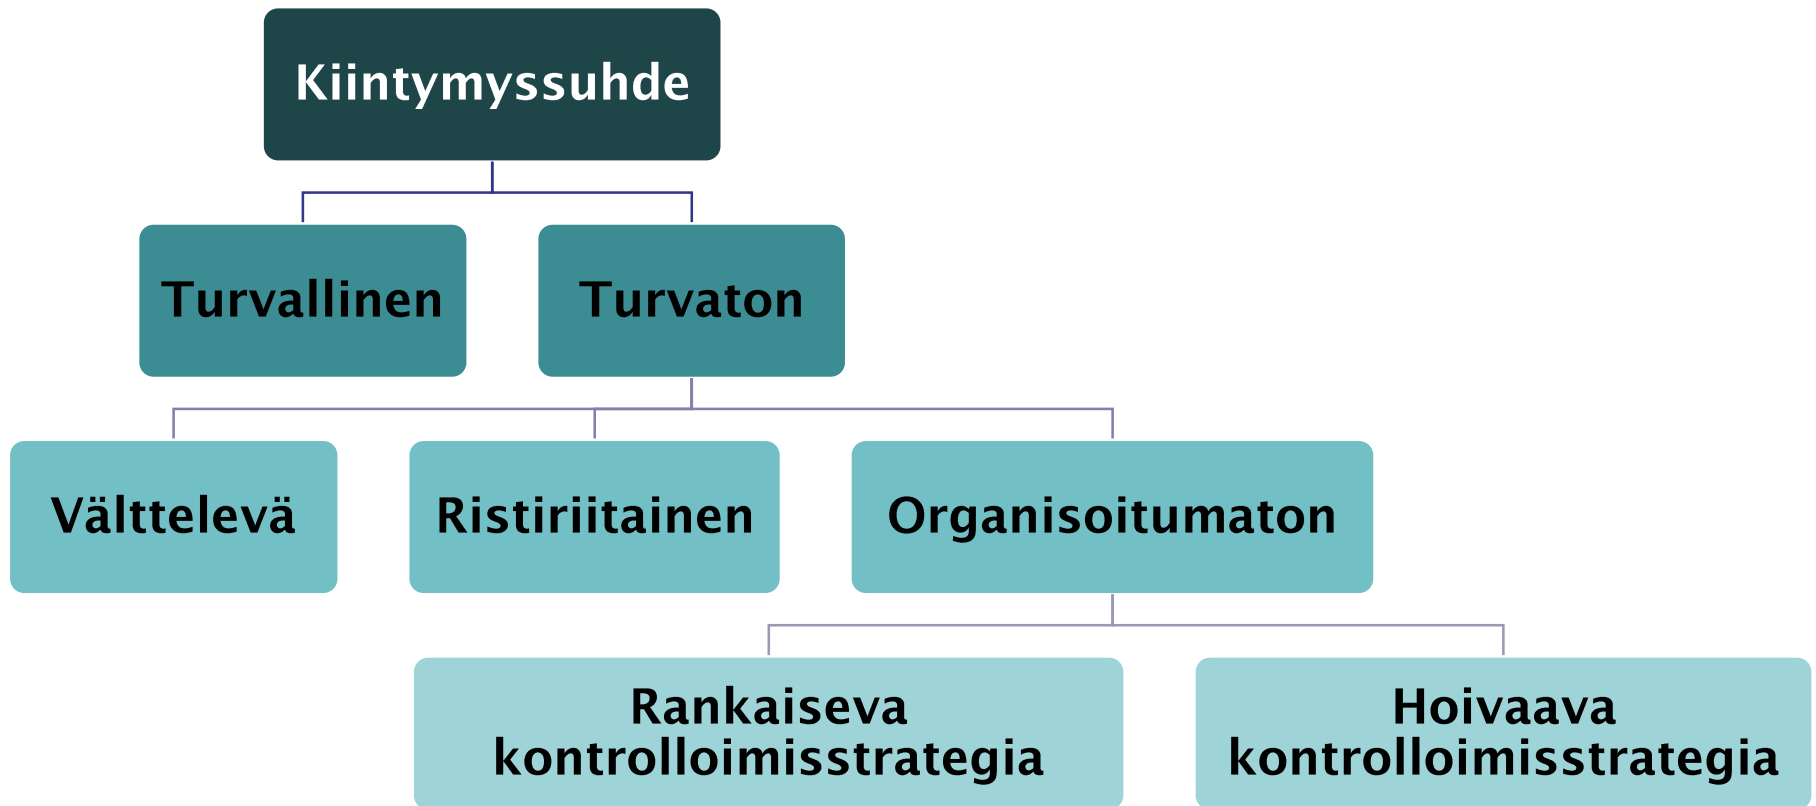 Kiintymyssuhde
Turvallinen
Turvaton
Välttelevä
Ristiriitainen
Organisoitumaton
Rankaiseva
kontrolloimisstrategia
Hoivaava
kontrolloimisstrategia